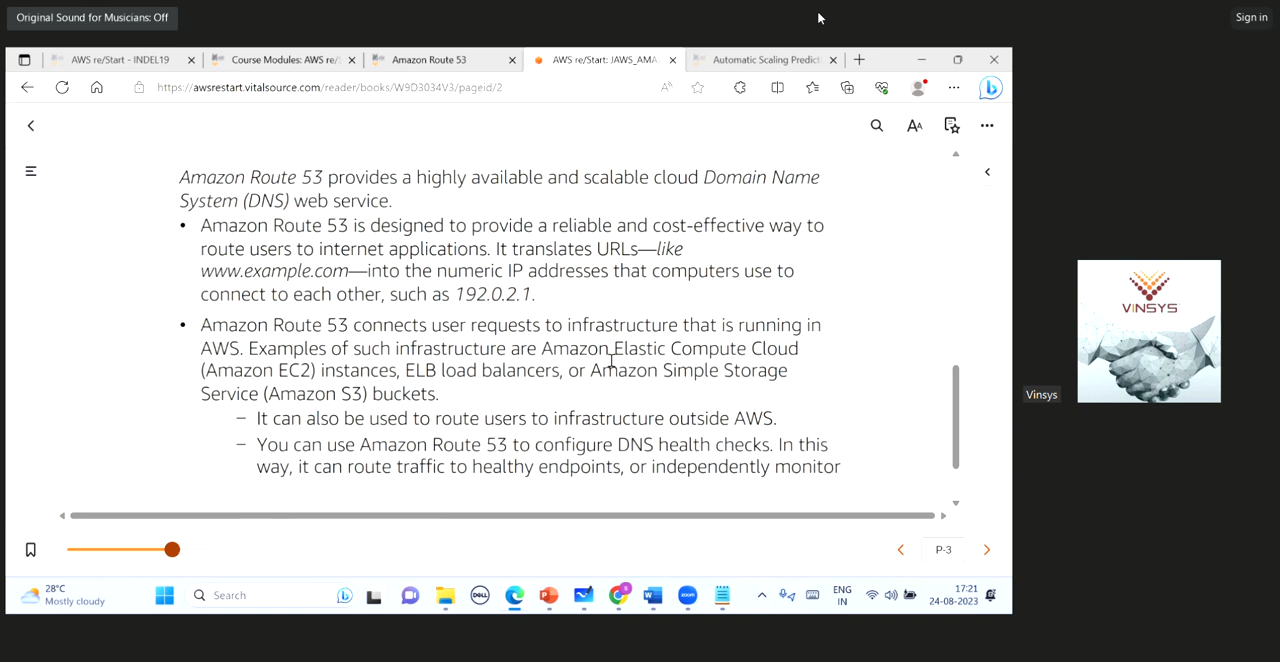 Original Sound for Musicians: Off
Sign in
AWS re/Start - INDEL19
Course Modules: AWS re/S
Amazon Route 53
AWS re/Start: JAWS_AMA
Automatic Scaling Predicti
https://awsrestart.vitalsource.com/reader/books/W9D3034V3/pageid/2
Amazon Route 53 provides a highly available and scalable cloud Domain Name
System (DNS) web service.
• Amazon Route 53 is designed to provide a reliable and cost-effective way to
route users to internet applications. It translates URLs—like
www.example.com—into the numeric IP addresses that computers use to
connect to each other, such as 192.0.2.1.
• Amazon Route 53 connects user requests to infrastructure that is running in
AWS. Examples of such infrastructure are Amazon Elastic Compute Cloud
(Amazon EC2) instances, ELB load balancers, or Amazon Simple Storage
Service (Amazon S3) buckets.
– It can also be used to route users to infrastructure outside AWS.
– You can use Amazon Route 53 to configure DNS health checks. In this
way, it can route traffic to healthy endpoints, or independently monitor
VINSYS
Vinsys
P-3
28°C
Mostly cloudy
Search
DELL
zoom
ENG
IN
17:21
24-08-2023